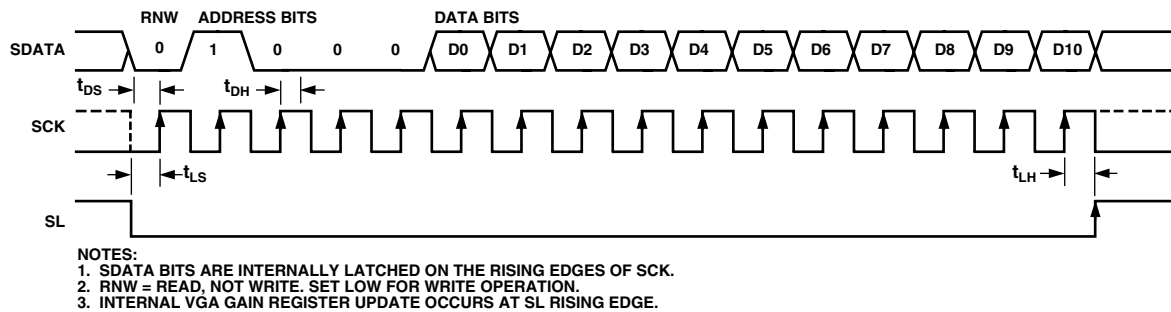 RNW ADDRESS BITS DATA BITS
SDATA 0 1 0 0 0 D0 D1 D2 D3 D4 D5 D6 D7 D8 D9 D10
tDS tDH
SCK
tLS tLH
SL
NOTES:
1. SDATA BITS ARE INTERNALLY LATCHED ON THE RISING EDGES OF SCK.
2. RNW = READ, NOT WRITE. SET LOW FOR WRITE OPERATION.
3. INTERNAL VGA GAIN REGISTER UPDATE OCCURS AT SL RISING EDGE.